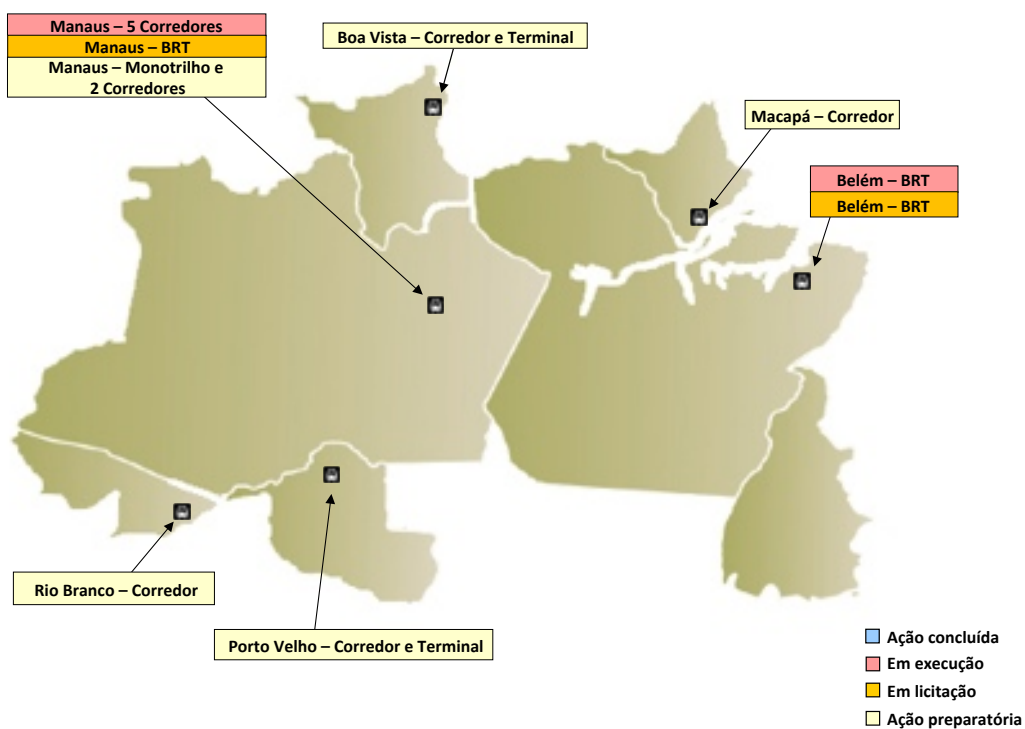 Manaus – 5 Corredores
Manaus – BRT
Manaus – Monotrilho e
2 Corredores
Boa Vista – Corredor e Terminal
Macapá – Corredor
Belém – BRT
Belém – BRT
Rio Branco – Corredor
Porto Velho – Corredor e Terminal
Ação concluída
Em execução
Em licitação
Ação preparatória